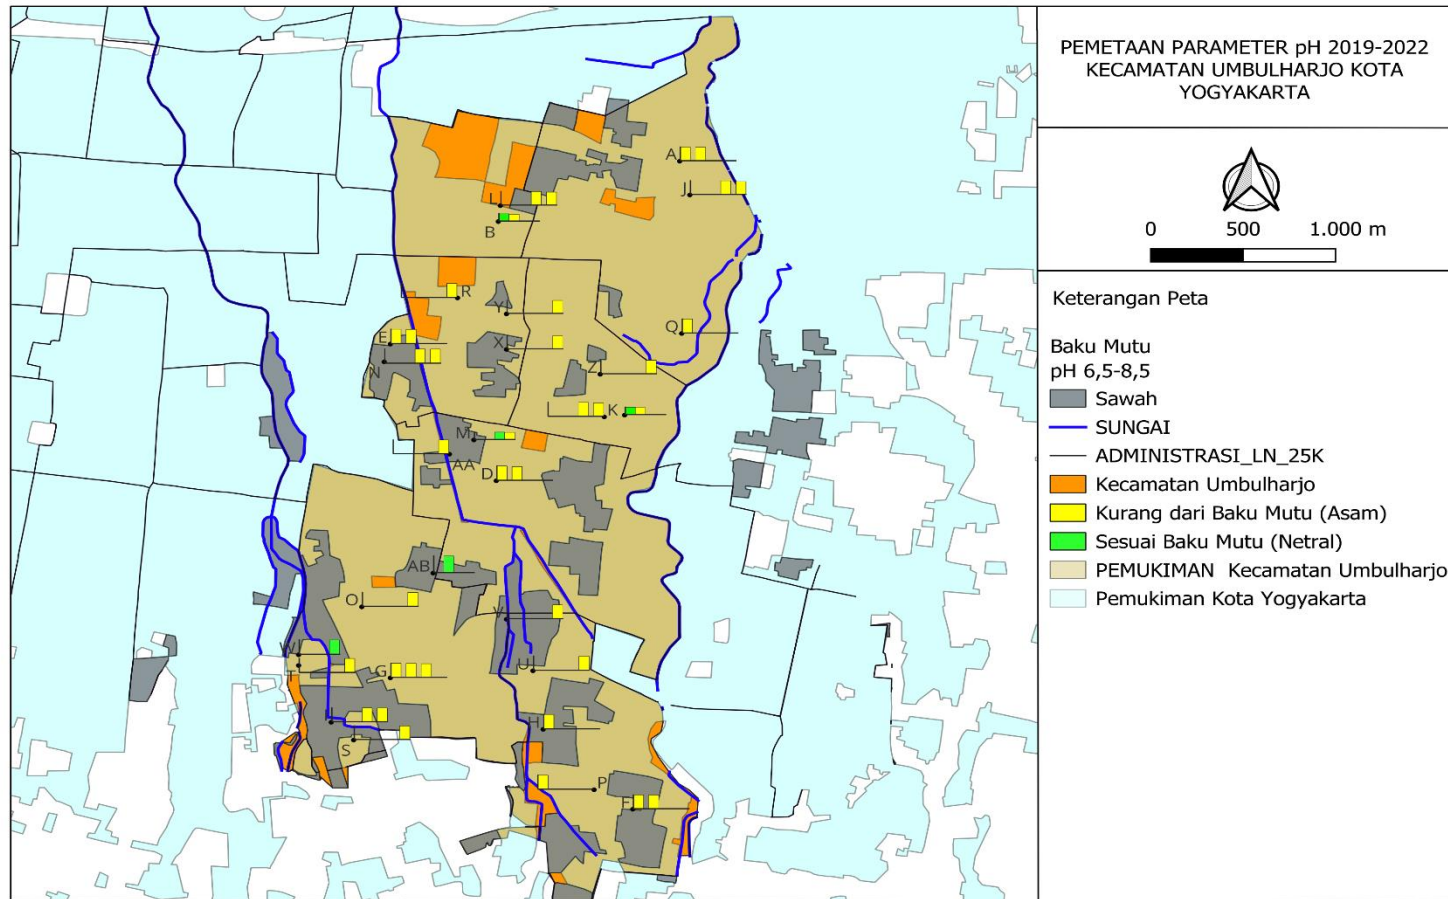 PEMETAAN PARAMETER pH 2019-2022
KECAMATAN UMBULHARJO KOTA
YOGYAKARTA
0 500 1.000 m
Keterangan Peta
Baku Mutu
pH 6,5-8,5
Sawah
SUNGAI
ADMINISTRASI_LN_25K
Kecamatan Umbulharjo
Kurang dari Baku Mutu (Asam)
Sesuai Baku Mutu (Netral)
PEMUKIMAN Kecamatan Umbulharjo
Pemukiman Kota Yogyakarta
A
J
L
B
R
Y
Q
E
X
N
Z
K
M
AA
D
AB
O
V
W
U
T
G
H
S
P
F